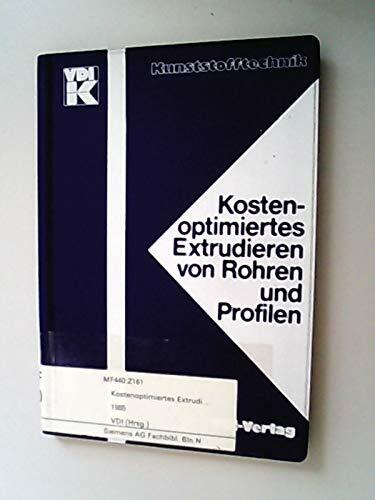 VDI
K
Kunststofftechnik
Kosten-
optimiertes
Extrudieren
von Rohren
und
Profilen
MF440:Z161
Kostenoptimiertes Extrudi...
1985
VDI (Hrsg.)
Siemens AG Fachbibl. Bln. N
-Verlag